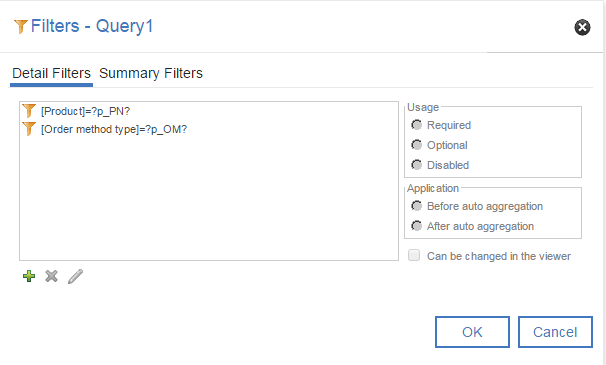 Filters - Query1
Detail Filters Summary Filters
[Product]=?p_PN?
[Order method type]=?p_OM?
Usage
Required
Optional
Disabled
Application
Before auto aggregation
After auto aggregation
Can be changed in the viewer
OK Cancel